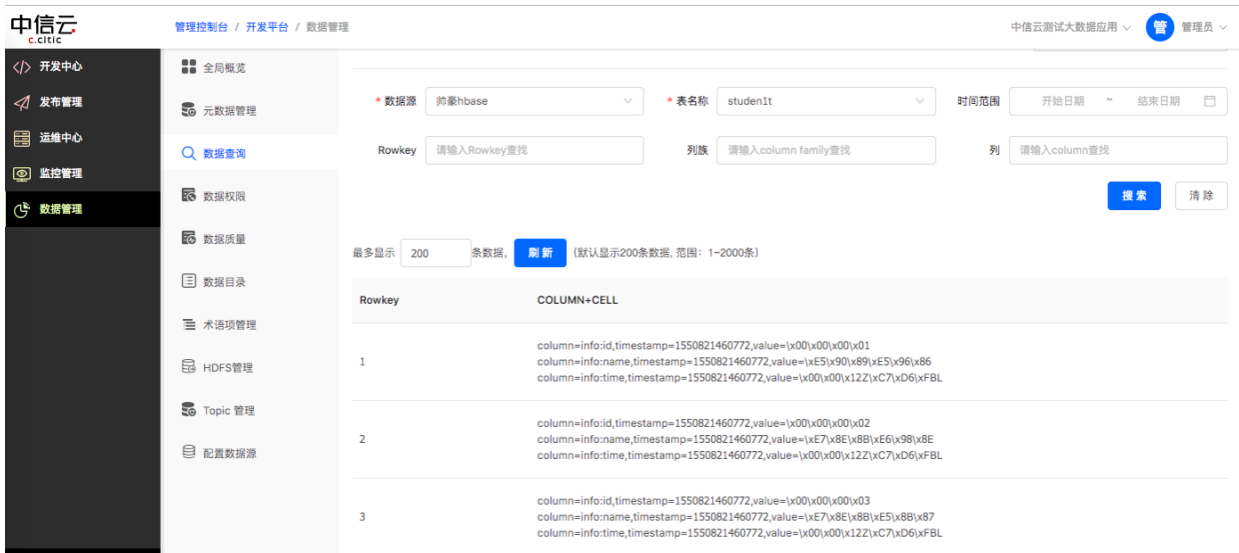 中信云
c.citic
管理控制台 / 开发平台 / 数据管理
中信云测试大数据应用
管
管理员
开发中心
发布管理
运维中心
监控管理
数据管理
全局概览
元数据管理
数据查询
数据权限
数据质量
数据目录
术语项管理
HDFS管理
Topic 管理
配置数据源
* 数据源 帅豪hbase * 表名称 studen1t 时间范围 开始日期 ~ 结束日期
Rowkey 请输入Rowkey查找 列族 请输入column family查找 列 请输入column查找
搜索 清除
最多显示 200 条数据, 刷新 (默认显示200条数据, 范围: 1~2000条)
Rowkey COLUMN+CELL
1
column=info:id,timestamp=1550821460772,value=\x00\x00\x00\x01
column=info:name,timestamp=1550821460772,value=\xE5\x90\x89\xE5\x96\x86
column=info:time,timestamp=1550821460772,value=\x00\x00\x12Z\xC7\xD6\xFBL
2
column=info:id,timestamp=1550821460772,value=\x00\x00\x00\x02
column=info:name,timestamp=1550821460772,value=\xE7\x8E\x8B\xE6\x98\x8E
column=info:time,timestamp=1550821460772,value=\x00\x00\x12Z\xC7\xD6\xFBL
3
column=info:id,timestamp=1550821460772,value=\x00\x00\x00\x03
column=info:name,timestamp=1550821460772,value=\xE7\x8E\x8B\xE5\x8B\x87
column=info:time,timestamp=1550821460772,value=\x00\x00\x12Z\xC7\xD6\xFBL